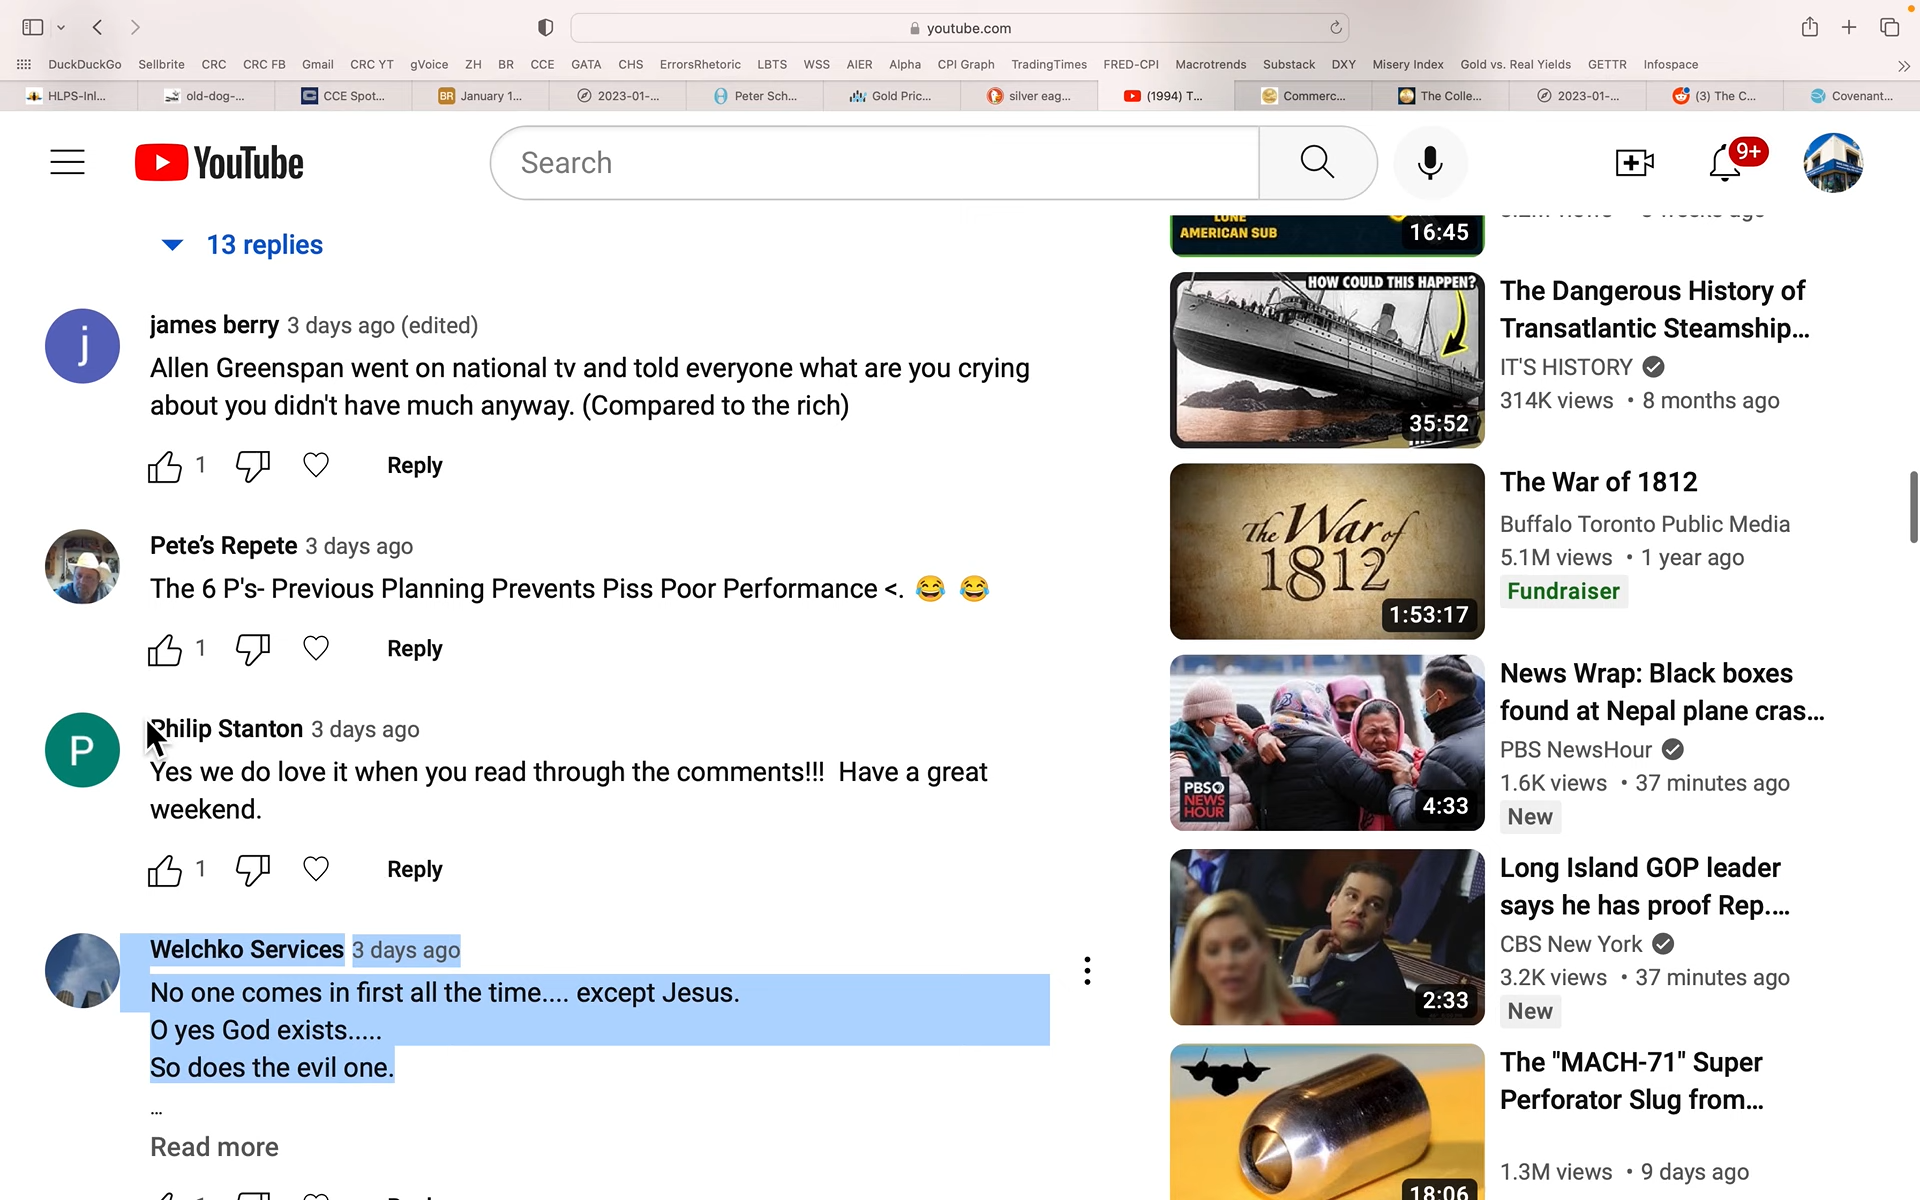 youtube.com
DuckDuckGo Sellbrite CRC CRC FB Gmail CRC YT gVoice ZH BR CCE GATA CHS ErrorsRhetoric LBTS WSS AIER Alpha CPI Graph TradingTimes FRED-CPI Macrotrends Substack DXY Misery Index Gold vs. Real Yields GETTR Infospace
HLPS-Inl... old-dog-... CCE Spot... BR January 1... 2023-01-... Peter Sch... Gold Pric... silver eag... (1994) T... Commerc... The Colle... 2023-01-... (3) The C... Covenant...
YouTube
Search
9+
13 replies
james berry 3 days ago (edited)
Allen Greenspan went on national tv and told everyone what are you crying
about you didn't have much anyway. (Compared to the rich)
1 Reply
Pete's Repete 3 days ago
The 6 P's- Previous Planning Prevents Piss Poor Performance <. 😂 😂
1 Reply
P
Philip Stanton 3 days ago
Yes we do love it when you read through the comments!!! Have a great
weekend.
1 Reply
Welchko Services 3 days ago
No one comes in first all the time.... except Jesus.
O yes God exists.....
So does the evil one.
...
Read more
LONE
AMERICAN SUB
16:45
HOW COULD THIS HAPPEN?
35:52
The Dangerous History of
Transatlantic Steamship...
IT'S HISTORY
314K views • 8 months ago
The War of
1812
1:53:17
The War of 1812
Buffalo Toronto Public Media
5.1M views • 1 year ago
Fundraiser
PBS
NEWS
HOUR
4:33
News Wrap: Black boxes
found at Nepal plane cras...
PBS NewsHour
1.6K views • 37 minutes ago
New
2:33
Long Island GOP leader
says he has proof Rep....
CBS New York
3.2K views • 37 minutes ago
New
18:06
The "MACH-71" Super
Perforator Slug from...
1.3M views • 9 days ago